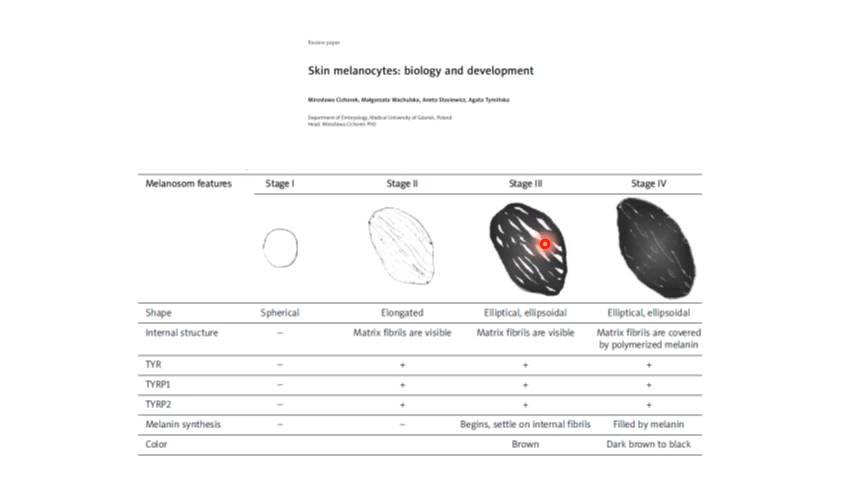 Review paper
Skin melanocytes: biology and development
Mirosława Cichorek, Małgorzata Wachulska, Aneta Stasiewicz, Agata Tymińska
Department of Embryology, Medical University of Gdansk, Poland
Head: Mirosława Cichorek PhD
Melanosom features Stage I Stage II Stage III Stage IV
Shape Spherical Elongated Elliptical, ellipsoidal Elliptical, ellipsoidal
Internal structure – Matrix fibrils are visible Matrix fibrils are visible Matrix fibrils are covered
by polymerized melanin
TYR – + + +
TYRP1 – + + +
TYRP2 – + + +
Melanin synthesis – – Begins, settle on internal fibrils Filled by melanin
Color Brown Dark brown to black